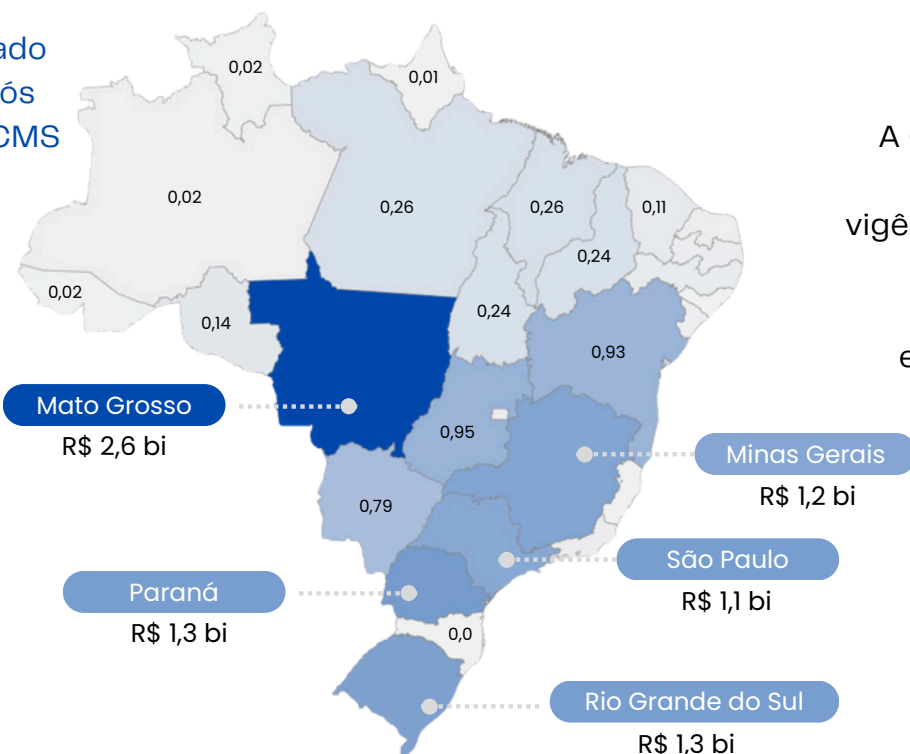 0,02
0,01
CMS
A
0,02
0,26
0,26
0,11
vigê
0,24
0,02
0,24
0,14
0,93
e
Mato Grosso
R$ 2,6 bi
0,95
Minas Gerais
R$ 1,2 bi
0,79
São Paulo
R$ 1,1 bi
Paraná
R$ 1,3 bi
0,0
Rio Grande do Sul
R$ 1,3 bi